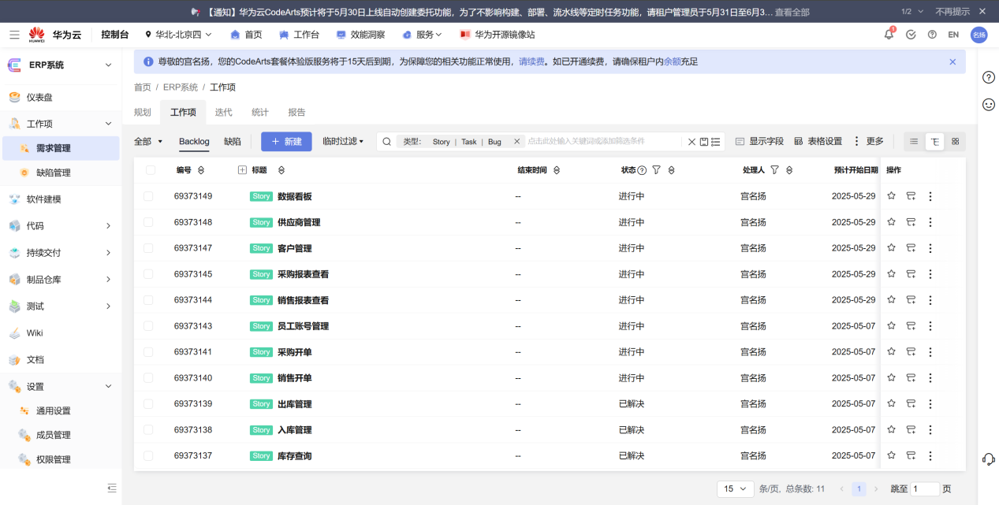 【通知】华为云CodeArts预计将于5月30日上线自动创建委托功能，为了不影响构建、部署、流水线等定时任务功能，请租户管理员于5月31日至6月3... 查看全部 1/2 不再提示
HUAWEI 华为云 控制台 华北-北京四 首页 工作台 效能洞察 服务 华为开源镜像站 1 EN 名扬
ERP系统
尊敬的宫名扬，您的CodeArts套餐体验版服务将于15天后到期，为保障您的相关功能正常使用，请续费。如已开通续费，请确保租户内余额充足
首页 / ERP系统 / 工作项
规划 工作项 迭代 统计 报告
全部 Backlog 缺陷 新建 临时过滤 类型: Story | Task | Bug 点击此处输入关键词或添加筛选条件 显示字段 表格设置 更多
编号 标题 结束时间 状态 处理人 预计开始日期 操作
69373149 Story 数据看板 -- 进行中 宫名扬 2025-05-29
69373148 Story 供应商管理 -- 进行中 宫名扬 2025-05-29
69373147 Story 客户管理 -- 进行中 宫名扬 2025-05-29
69373145 Story 采购报表查看 -- 进行中 宫名扬 2025-05-29
69373144 Story 销售报表查看 -- 进行中 宫名扬 2025-05-29
69373143 Story 员工账号管理 -- 进行中 宫名扬 2025-05-07
69373141 Story 采购开单 -- 进行中 宫名扬 2025-05-07
69373140 Story 销售开单 -- 进行中 宫名扬 2025-05-07
69373139 Story 出库管理 -- 已解决 宫名扬 2025-05-07
69373138 Story 入库管理 -- 已解决 宫名扬 2025-05-07
69373137 Story 库存查询 -- 已解决 宫名扬 2025-05-07
15 条/页, 总条数: 11 1 跳至 1 页
仪表盘
工作项
需求管理
缺陷管理
软件建模
代码
持续交付
制品仓库
测试
Wiki
文档
设置
通用设置
成员管理
权限管理